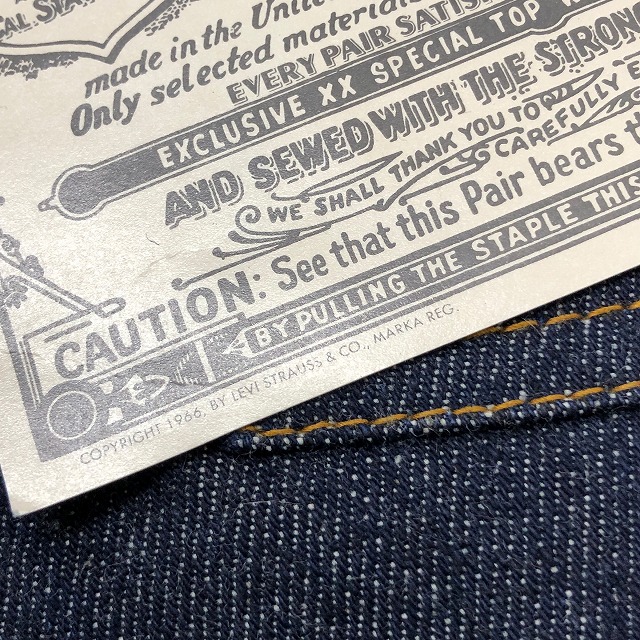 made in the Unit
Only selected materia
EVERY PAIR SATIS
EXCLUSIVE XX SPECIAL TOP
AND SEWED WITH THE STRON
WE SHALL THANK YOU TO
CAREFULLY E
CAUTION: See that this Pair bears th
BY PULLING THE STAPLE THIS
COPYRIGHT 1966, BY LEVI STRAUSS & CO., MARKA REG.